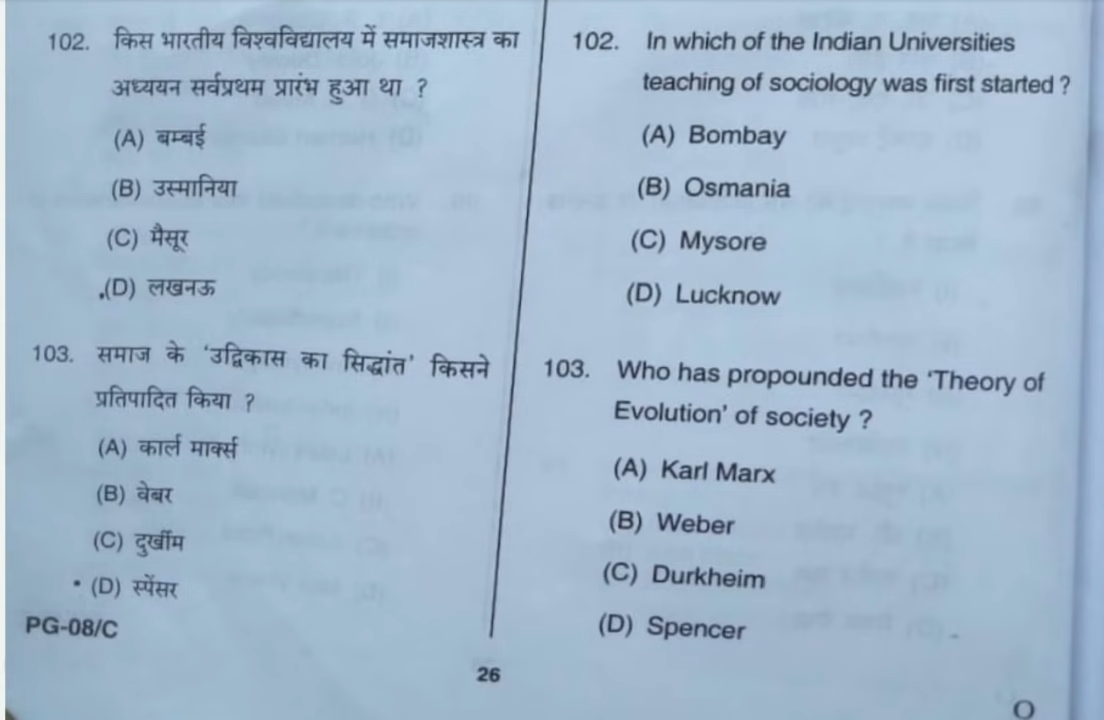 102. किस भारतीय विश्वविद्यालय में समाजशास्त्र का
अध्ययन सर्वप्रथम प्रारंभ हुआ था ?
(A) बम्बई
(B) उस्मानिया
(C) मैसूर
(D) लखनऊ
103. समाज के 'उद्विकास का सिद्धांत' किसने
प्रतिपादित किया ?
(A) कार्ल मार्क्स
(B) वेबर
(C) दुर्खीम
(D) स्पेंसर
PG-08/C
102. In which of the Indian Universities
teaching of sociology was first started ?
(A) Bombay
(B) Osmania
(C) Mysore
(D) Lucknow
103. Who has propounded the 'Theory of
Evolution' of society ?
(A) Karl Marx
(B) Weber
(C) Durkheim
(D) Spencer
26
O